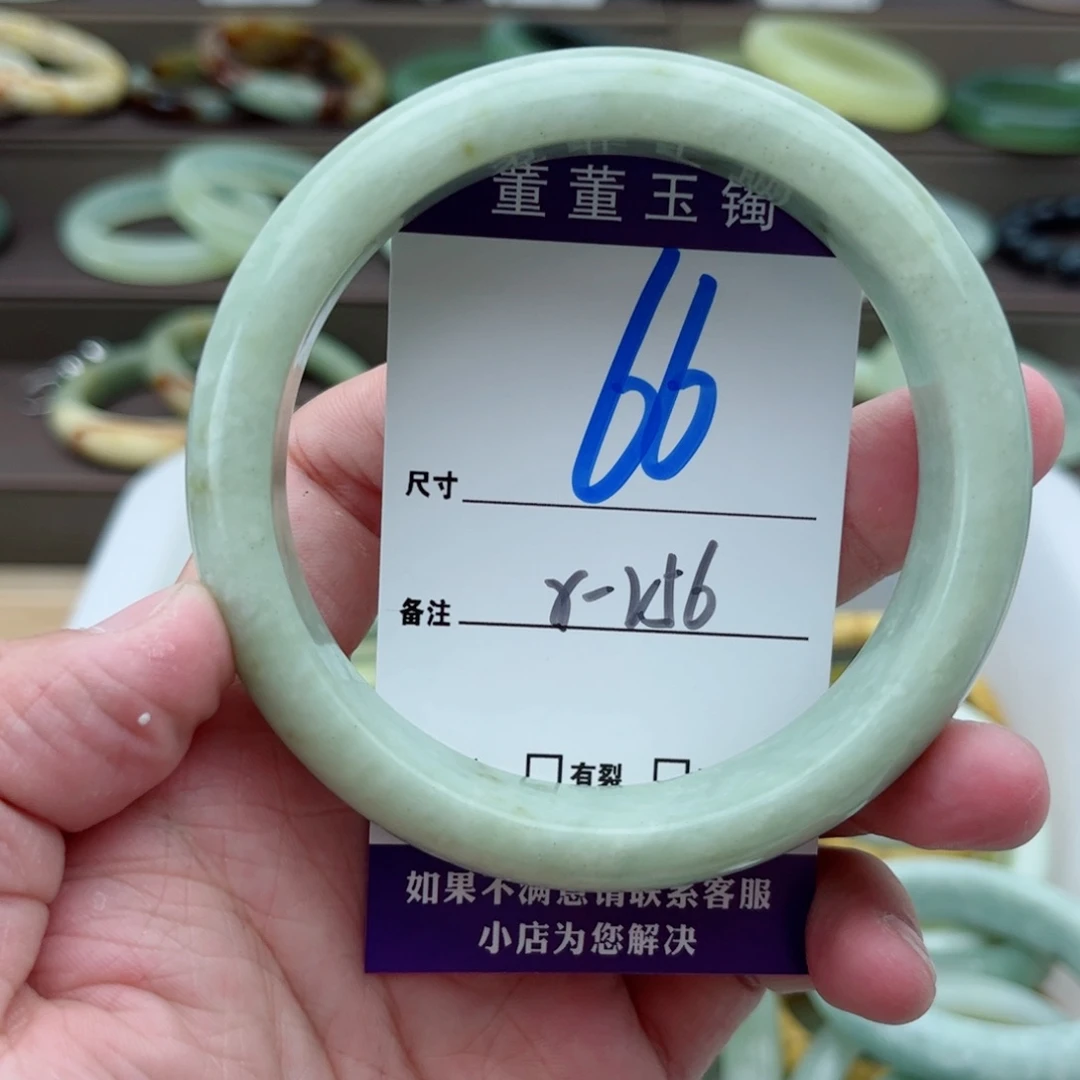 董董玉镯
66
尺寸
备注
有裂
如果不满意请联系客服
小店为您解决